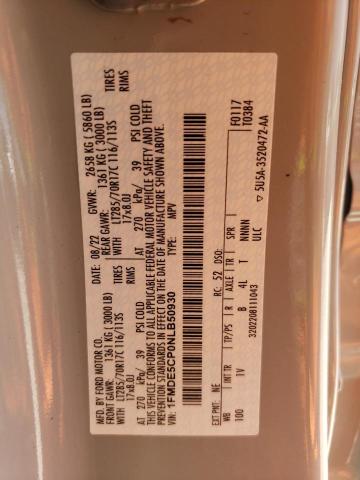 MFD. BY FORD MOTOR CO.
08/22 GVWR: 2658 KG ( 5860 LB)
FRONT GAWR: 1361 KG ( 3000 LB) REAR GAWR: 1361 KG ( 3000 LB)
TIRES TIRES
LT285/70R17C 116/113S LT285/70R17C 116/113S
RIMS RIMS
17x8.0J 17x8.0J
AT 270 kPa/ 39 PSI COLD AT 270 kPa/ 39 PSI COLD
THIS VEHICLE CONFORMS TO ALL APPLICABLE FEDERAL MOTOR VEHICLE SAFETY AND
THEFT PREVENTION STANDARDS IN EFFECT ON THE DATE OF MANUFACTURE SHOWN ABOVE.
VIN: 1FMDE5CP0NLB50930
TYPE: MPV
F0117
T0384
EXT PNT: RC: 52 DSO:
WB INT TR TP/PS R AXLE TR SPR
100 1V B 4L T NNNN
ULC
3202208111043
▽ 5U5A-3520472-AA